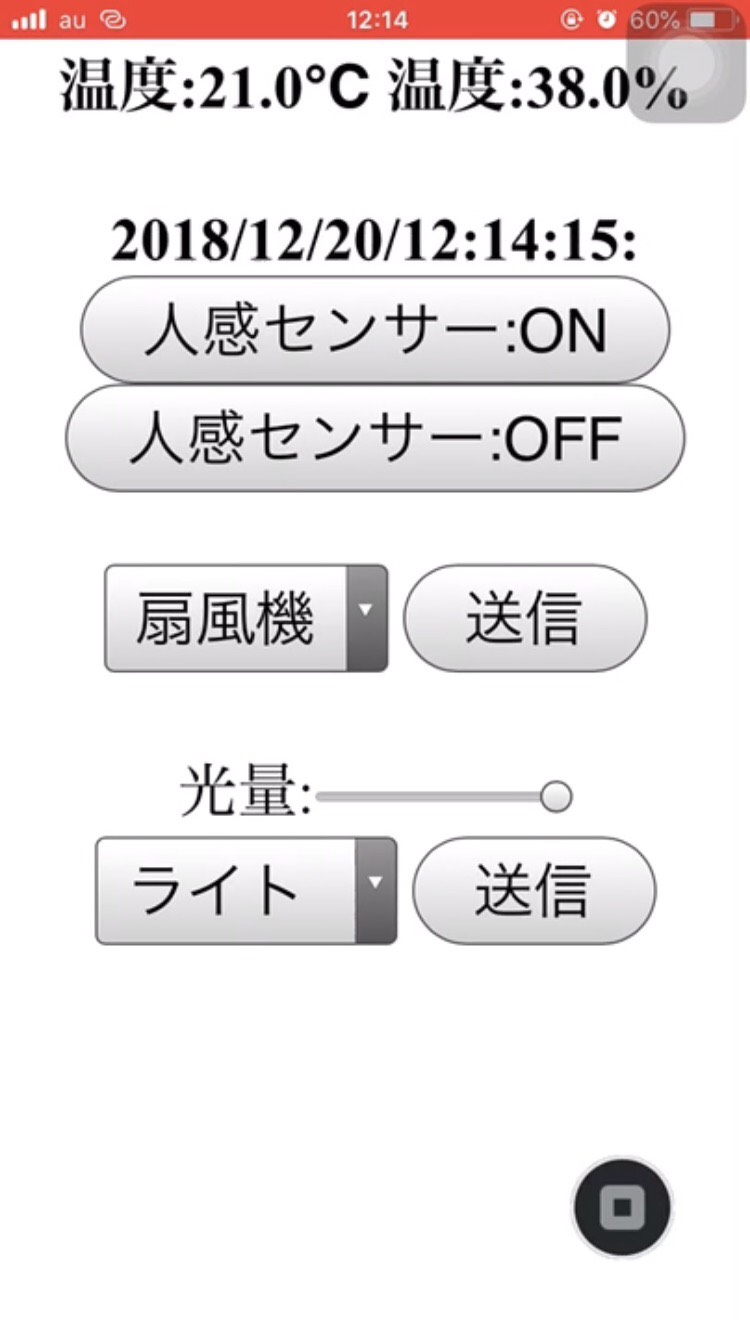 au 12:14 60%
温度:21.0°C 温度:38.0%
2018/12/20/12:14:15:
人感センサー:ON
人感センサー:OFF
扇風機 送信
光量:
ライト 送信